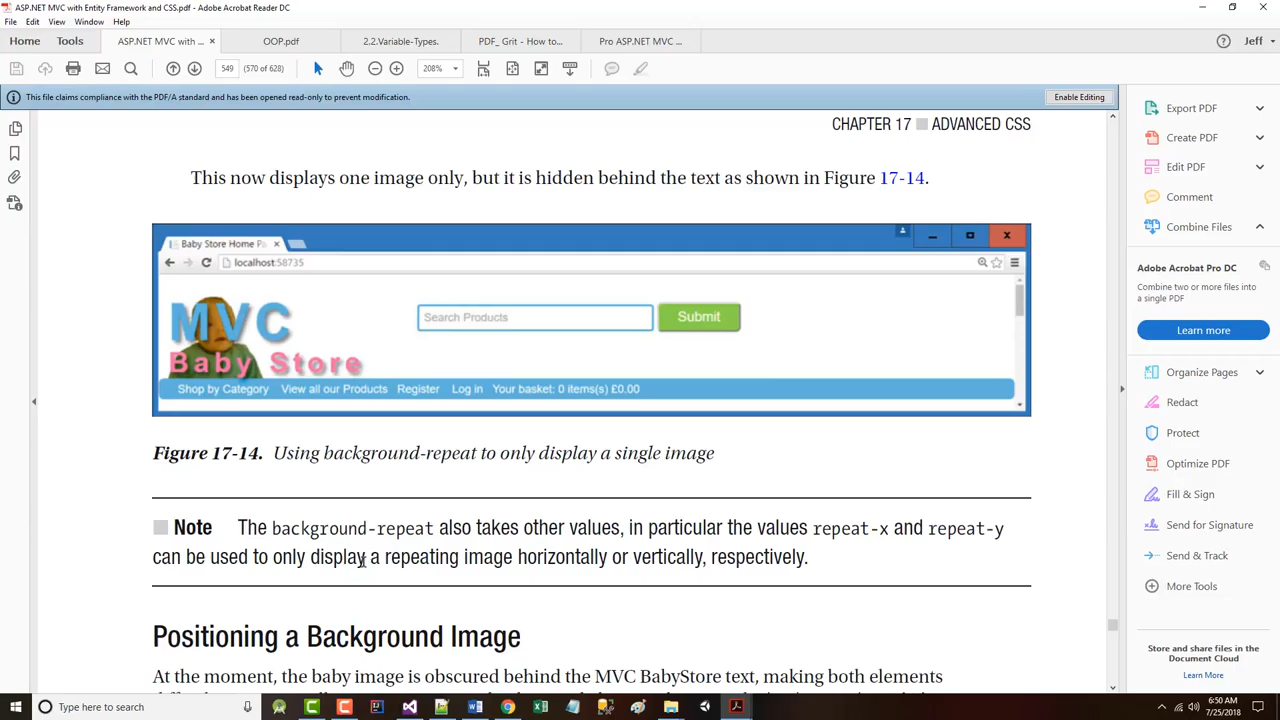 ASP.NET MVC with Entity Framework and CSS.pdf - Adobe Acrobat Reader DC
File Edit View Window Help
Home Tools ASP.NET MVC with ... × OOP.pdf 2.2.Variable-Types. PDF_ Grit - How to... Pro ASP.NET MVC ... Jeff
549 (570 of 628) 208%
This file claims compliance with the PDF/A standard and has been opened read-only to prevent modification. Enable Editing
CHAPTER 17 ■ ADVANCED CSS
This now displays one image only, but it is hidden behind the text as shown in Figure 17-14.
Baby Store Home Pa ×
localhost:58735
MVC
Baby Store
Search Products Submit
Shop by Category View all our Products Register Log in Your basket: 0 items(s) £0.00
Figure 17-14. Using background-repeat to only display a single image
■ Note The background-repeat also takes other values, in particular the values repeat-x and repeat-y
can be used to only display a repeating image horizontally or vertically, respectively.
Positioning a Background Image
At the moment, the baby image is obscured behind the MVC BabyStore text, making both elements
Export PDF
Create PDF
Edit PDF
Comment
Combine Files
Adobe Acrobat Pro DC
Combine two or more files into
a single PDF
Learn more
Organize Pages
Redact
Protect
Optimize PDF
Fill & Sign
Send for Signature
Send & Track
More Tools
Store and share files in the
Document Cloud
Learn More
Type here to search
6:50 AM
7/25/2018